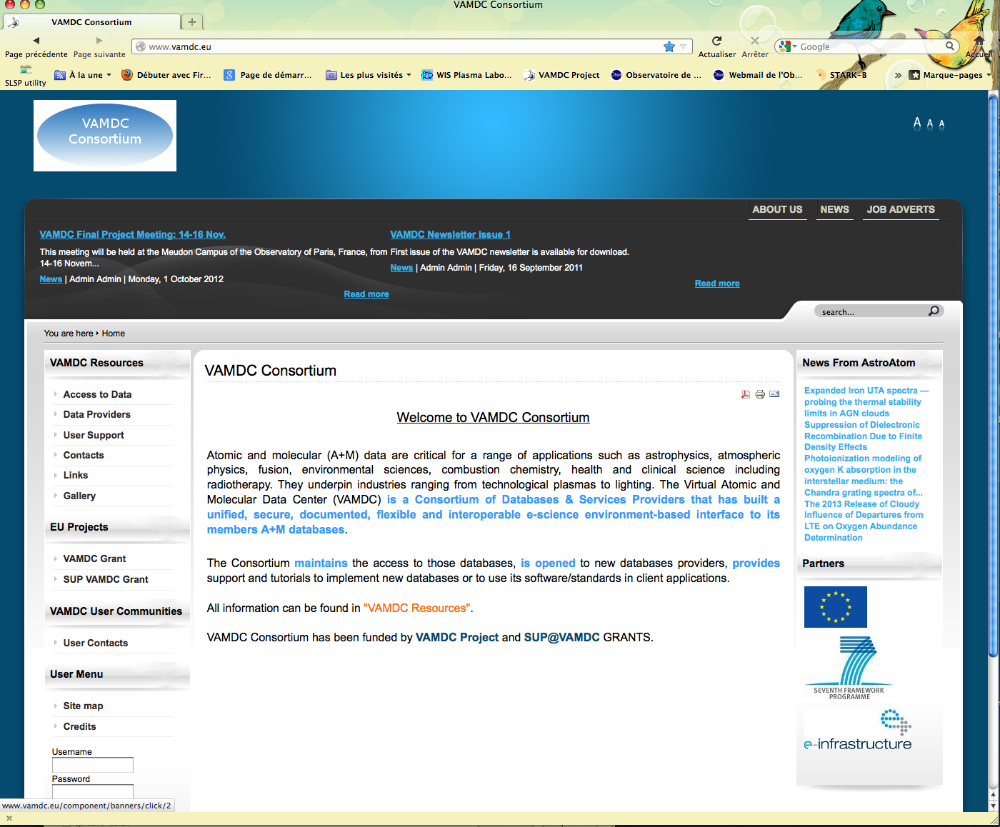 VAMDC Consortium
VAMDC Consortium
Page précédente
Page suivante
www.vamdc.eu
Actualiser
Arrêter
Google
Accueil
SLSP utility
À la une
Débuter avec Fir...
Page de démarr...
Les plus visités
WIS Plasma Labo...
VAMDC Project
Observatoire de ...
Webmail de l'Ob...
STARK-B
»
Marque-pages
VAMDC
Consortium
A A A
ABOUT US
NEWS
JOB ADVERTS
VAMDC Final Project Meeting: 14-16 Nov.
This meeting will be held at the Meudon Campus of the Observatory of Paris, France, from
14-16 Novem...
News | Admin Admin | Monday, 1 October 2012
Read more
VAMDC Newsletter Issue 1
First issue of the VAMDC newsletter is available for download.
News | Admin Admin | Friday, 16 September 2011
Read more
search...
You are here Home
VAMDC Resources
Access to Data
Data Providers
User Support
Contacts
Links
Gallery
EU Projects
VAMDC Grant
SUP VAMDC Grant
VAMDC User Communities
User Contacts
User Menu
Site map
Credits
Username
Password
www.vamdc.eu/component/banners/click/2
VAMDC Consortium
Welcome to VAMDC Consortium
Atomic and molecular (A+M) data are critical for a range of applications such as astrophysics, atmospheric
physics, fusion, environmental sciences, combustion chemistry, health and clinical science including
radiotherapy. They underpin industries ranging from technological plasmas to lighting. The Virtual Atomic and
Molecular Data Center (VAMDC) is a Consortium of Databases & Services Providers that has built a
unified, secure, documented, flexible and interoperable e-science environment-based interface to its
members A+M databases.
The Consortium maintains the access to those databases, is opened to new databases providers, provides
support and tutorials to implement new databases or to use its software/standards in client applications.
All information can be found in "VAMDC Resources".
VAMDC Consortium has been funded by VAMDC Project and SUP@VAMDC GRANTS.
News From AstroAtom
Expanded Iron UTA spectra —
probing the thermal stability
limits in AGN clouds
Suppression of Dielectronic
Recombination Due to Finite
Density Effects
Photoionization modeling of
oxygen K absorption in the
interstellar medium: the
Chandra grating spectra of...
The 2013 Release of Cloudy
Influence of Departures from
LTE on Oxygen Abundance
Determination
Partners
SEVENTH FRAMEWORK
PROGRAMME
e-infrastructure